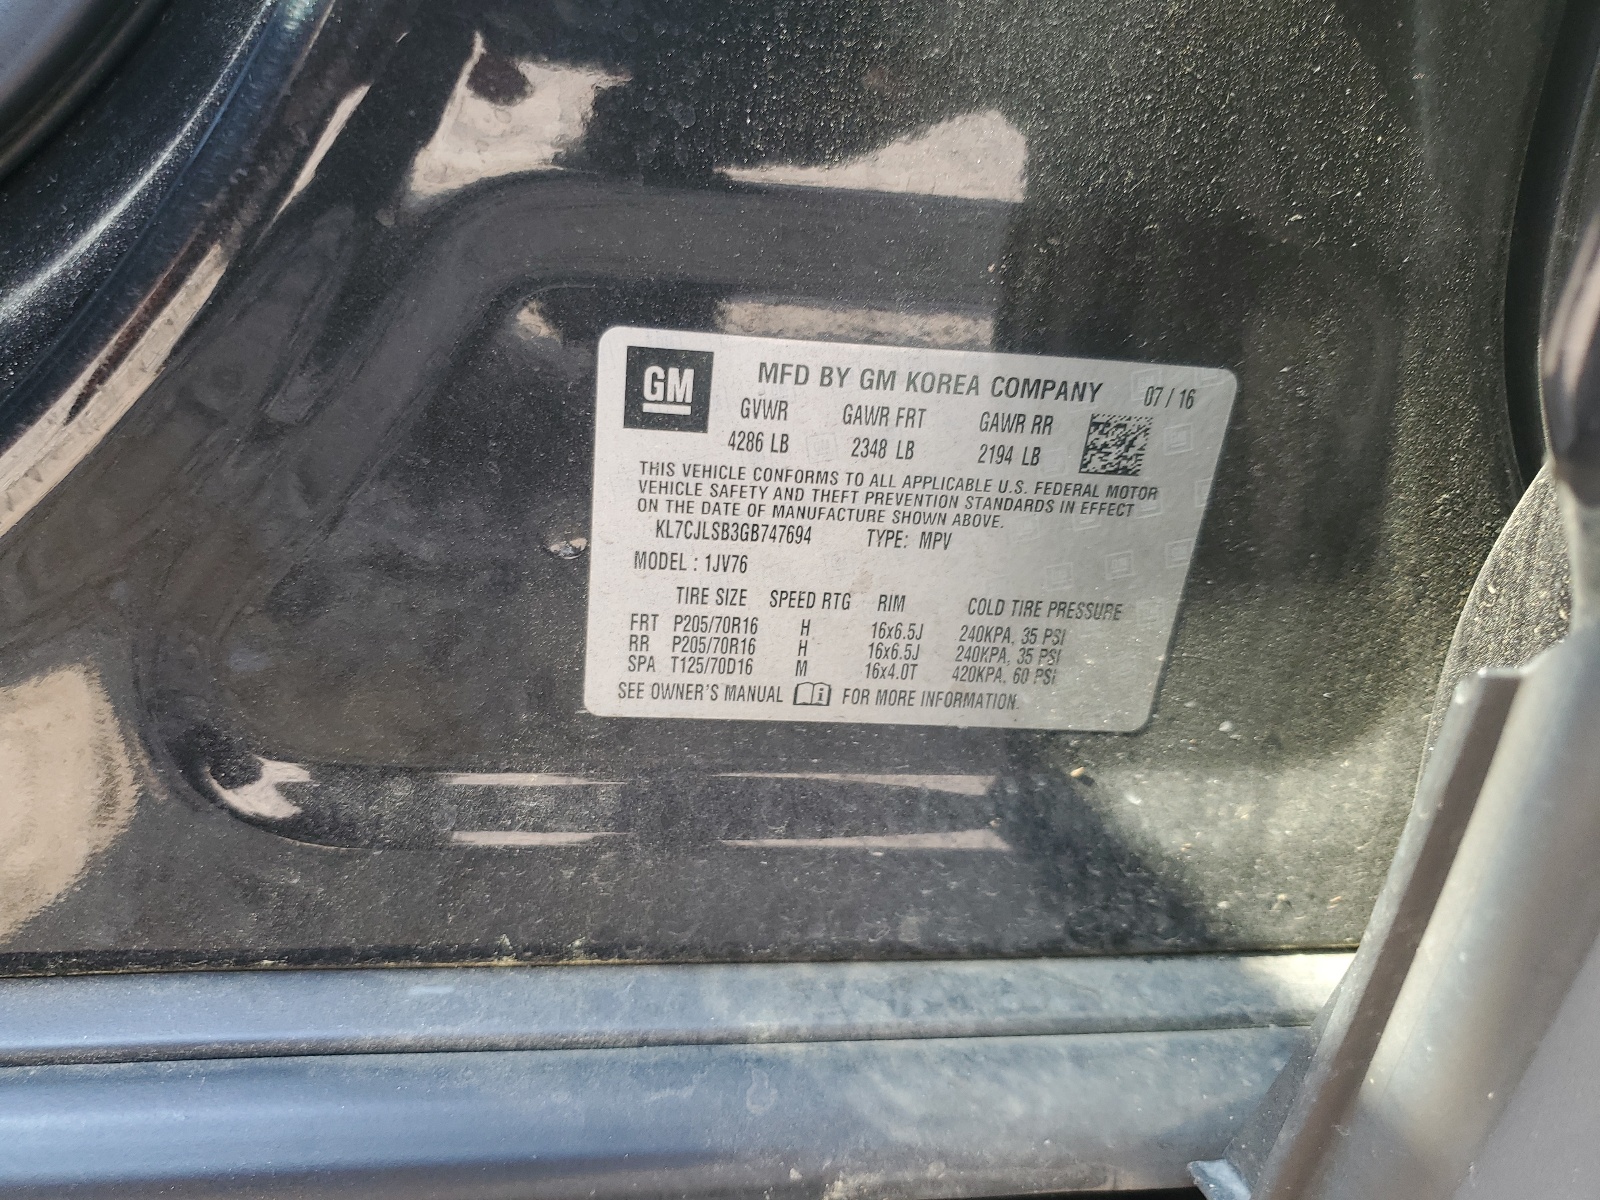 GM MFD BY GM KOREA COMPANY 07 / 16
GVWR GAWR FRT GAWR RR
4286 LB 2348 LB 2194 LB
THIS VEHICLE CONFORMS TO ALL APPLICABLE U.S. FEDERAL MOTOR
VEHICLE SAFETY AND THEFT PREVENTION STANDARDS IN EFFECT
ON THE DATE OF MANUFACTURE SHOWN ABOVE.
KL7CJLSB3GB747694 TYPE: MPV
MODEL : 1JV76
TIRE SIZE SPEED RTG RIM COLD TIRE PRESSURE
FRT P205/70R16 H 16x6.5J 240KPA, 35 PSI
RR P205/70R16 H 16x6.5J 240KPA, 35 PSI
SPA T125/70D16 M 16x4.0T 420KPA, 60 PSI
SEE OWNER'S MANUAL i FOR MORE INFORMATION.